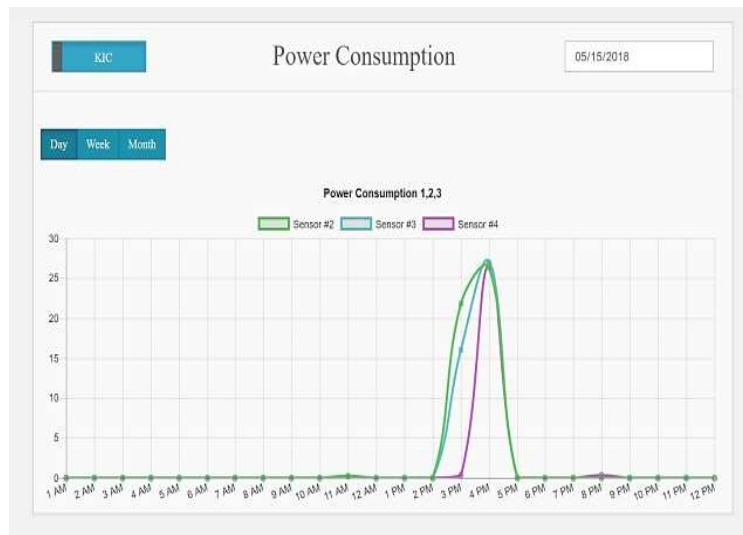 KIC
Power Consumption
05/15/2018
Day Week Month
Power Consumption 1,2,3
Sensor #2 Sensor #3 Sensor #4
30
25
20
15
10
5
0
1 AM 2 AM 3 AM 4 AM 5 AM 6 AM 7 AM 8 AM 9 AM 10 AM 11 AM 12 AM 1 PM 2 PM 3 PM 4 PM 5 PM 6 PM 7 PM 8 PM 9 PM 10 PM 11 PM 12 PM